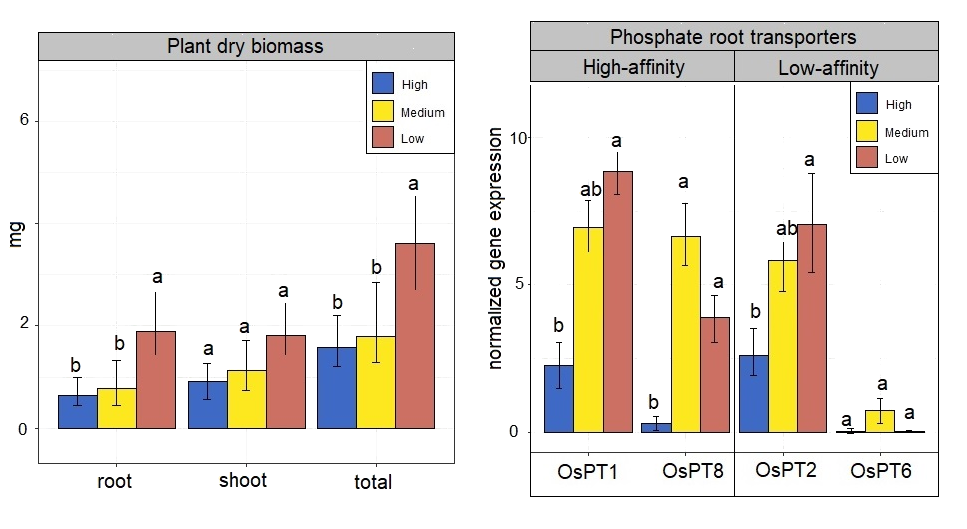 Plant dry biomass
High
Medium
Low
6
2
0
mg
b
b
a
a
a
a
b
b
a
root
shoot
total
Phosphate root transporters
High-affinity
Low-affinity
High
Medium
Low
10
5
0
normalized gene expression
b
ab
a
b
a
a
b
ab
a
a
a
a
OsPT1
OsPT8
OsPT2
OsPT6